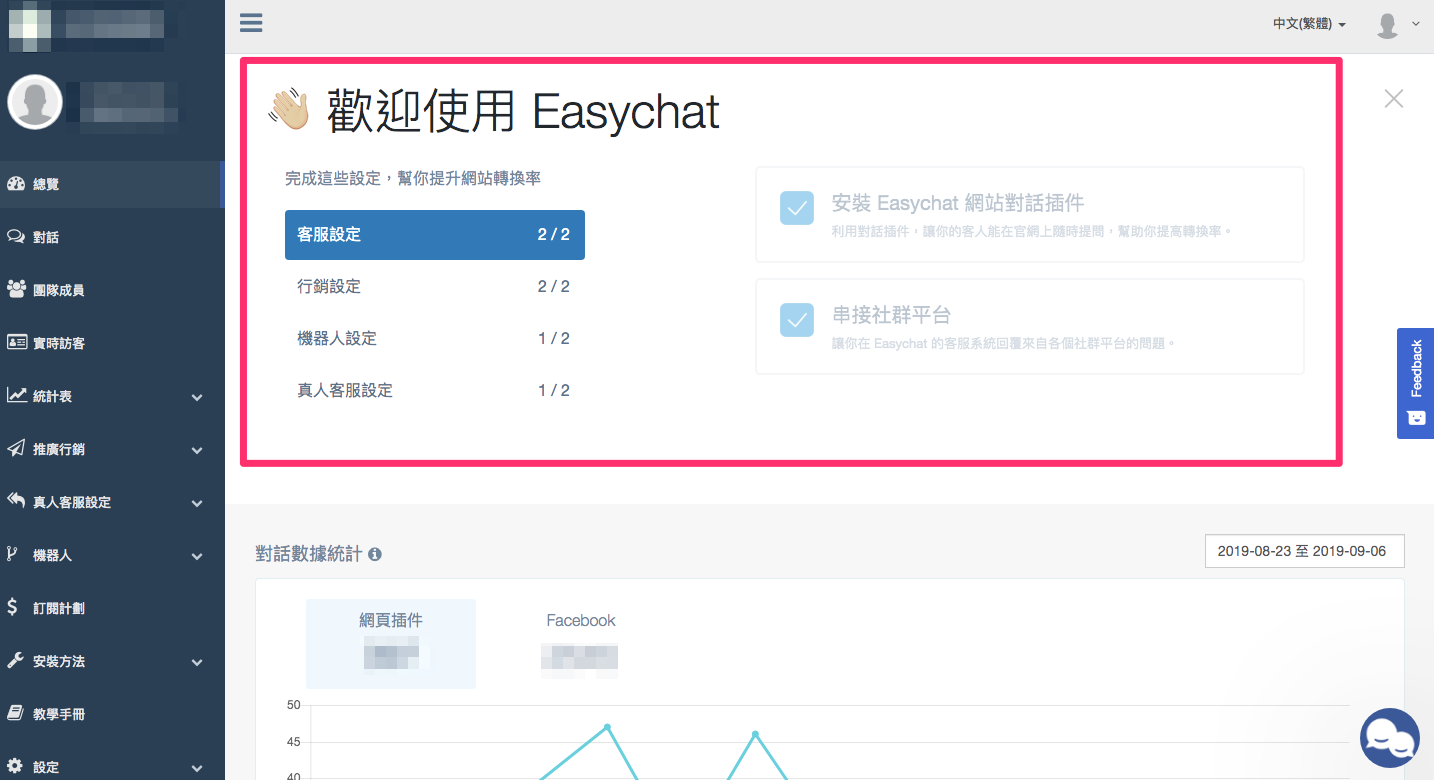 中文(繁體)
總覽
對話
團隊成員
實時訪客
統計表
推廣行銷
真人客服設定
機器人
訂閱計劃
安裝方法
教學手冊
設定
歡迎使用 Easychat
完成這些設定，幫你提升網站轉換率
客服設定 2 / 2
行銷設定 2 / 2
機器人設定 1 / 2
真人客服設定 1 / 2
安裝 Easychat 網站對話插件
利用對話插件，讓你的客人能在官網上隨時提問，幫助你提高轉換率。
串接社群平台
讓你在 Easychat 的客服系統回覆來自各個社群平台的問題。
Feedback
對話數據統計
2019-08-23 至 2019-09-06
網頁插件
Facebook
50
45
40